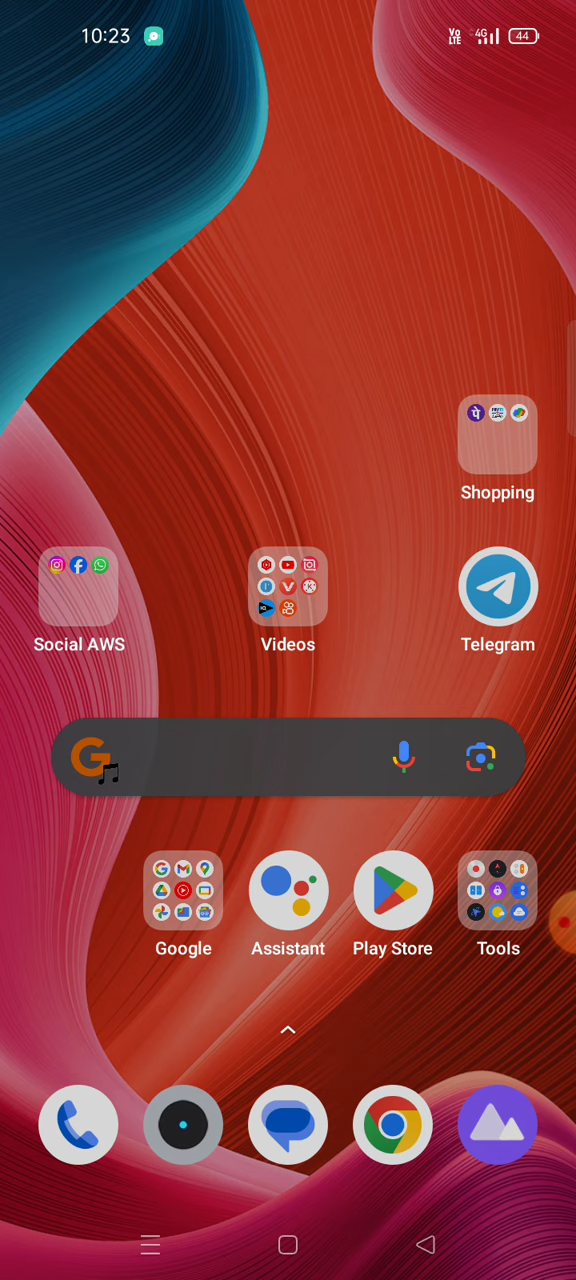 10:23
Vo
LTE
4G
44
पे
Shopping
Social AWS
Videos
Telegram
Google
Assistant
Play Store
Tools